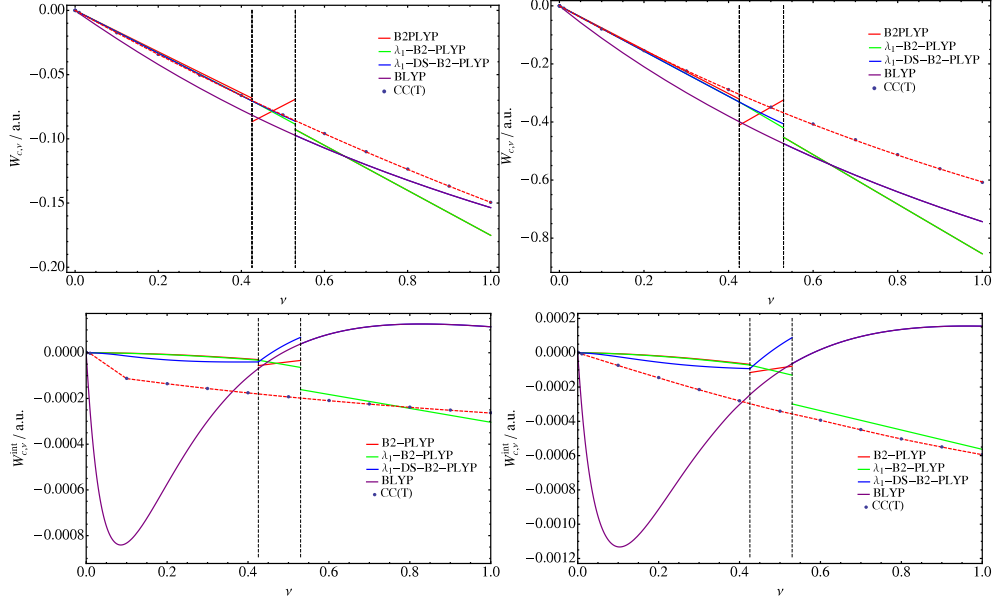 0.00
−0.05
−0.10
−0.15
−0.20
W_{c,ν} / a.u.
B2PLYP
λ₁−B2−PLYP
λ₁−DS−B2−PLYP
BLYP
CC(T)
0.0 0.2 0.4 0.6 0.8 1.0
ν
0.0
−0.2
−0.4
−0.6
−0.8
W_{c,ν} / a.u.
B2PLYP
λ₁−B2−PLYP
λ₁−DS−B2−PLYP
BLYP
CC(T)
0.0 0.2 0.4 0.6 0.8 1.0
ν
0.0000
−0.0002
−0.0004
−0.0006
−0.0008
W^{int}_{c,ν} / a.u.
B2−PLYP
λ₁−B2−PLYP
λ₁−DS−B2−PLYP
BLYP
CC(T)
0.0 0.2 0.4 0.6 0.8 1.0
ν
0.0002
0.0000
−0.0002
−0.0004
−0.0006
−0.0008
−0.0010
−0.0012
W^{int}_{c,ν} / a.u.
B2−PLYP
λ₁−B2−PLYP
λ₁−DS−B2−PLYP
BLYP
CC(T)
0.0 0.2 0.4 0.6 0.8 1.0
ν